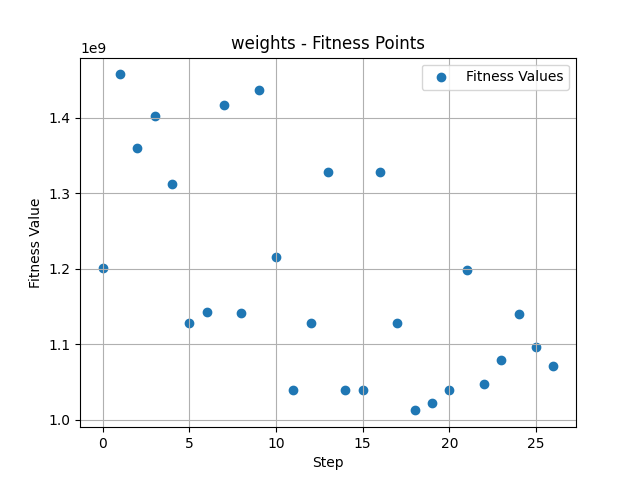 weights - Fitness Points
1e9
Fitness Values
1.4
1.3
1.2
1.1
1.0
Fitness Value
0 5 10 15 20 25
Step